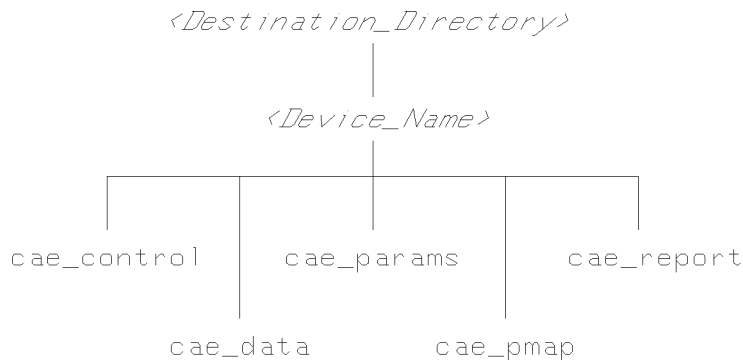 <Destination_Directory>
<Device_Name>
cae_control
cae_params
cae_report
cae_data
cae_pmap